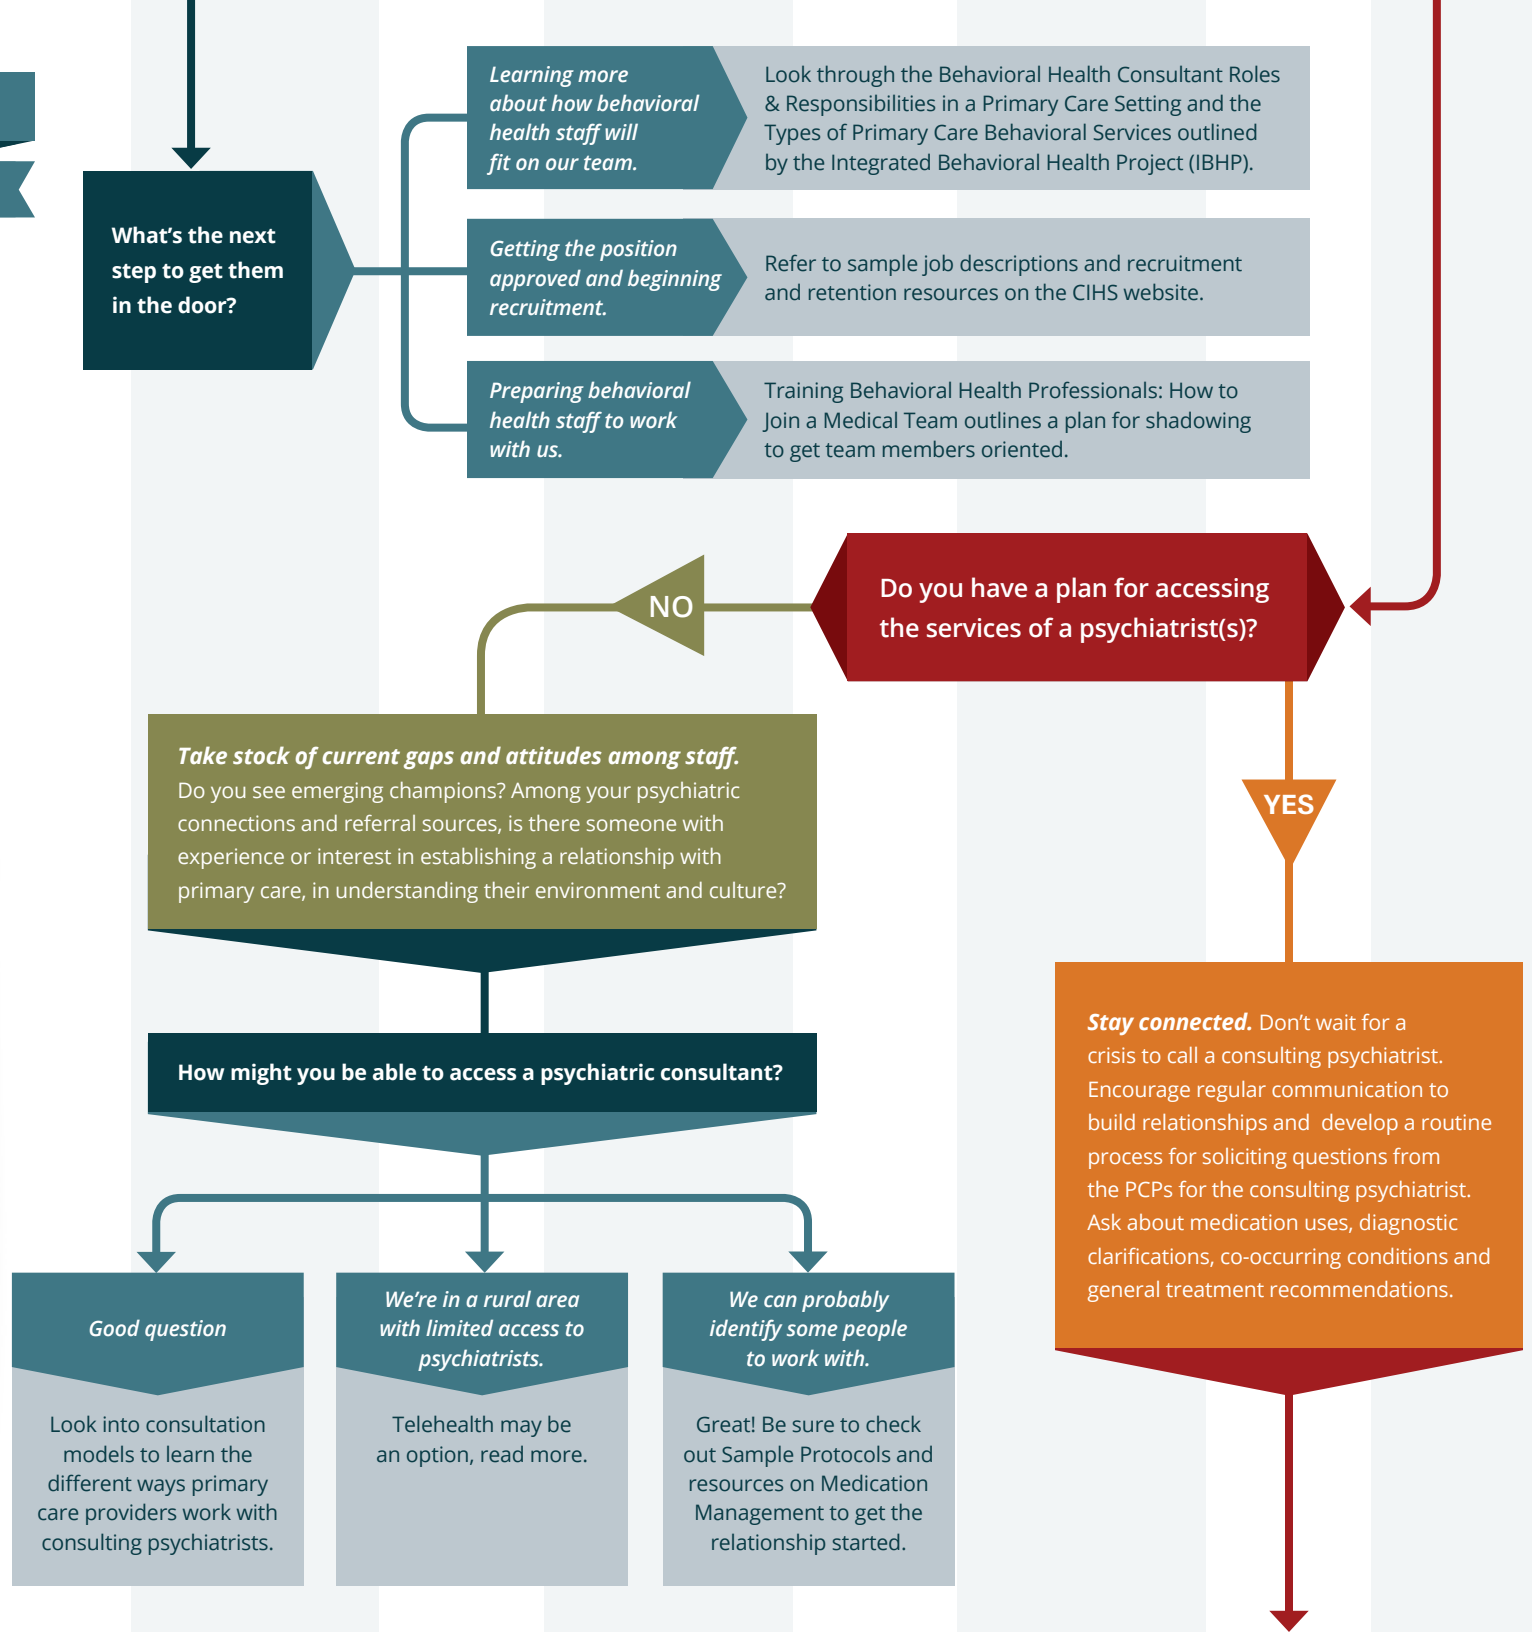 What’s the next
step to get them
in the door?
Learning more
about how behavioral
health staff will
fit on our team.
Look through the Behavioral Health Consultant Roles
& Responsibilities in a Primary Care Setting and the
Types of Primary Care Behavioral Services outlined
by the Integrated Behavioral Health Project (IBHP).
Getting the position
approved and beginning
recruitment.
Refer to sample job descriptions and recruitment
and retention resources on the CIHS website.
Preparing behavioral
health staff to work
with us.
Training Behavioral Health Professionals: How to
Join a Medical Team outlines a plan for shadowing
to get team members oriented.
Do you have a plan for accessing
the services of a psychiatrist(s)?
NO
Take stock of current gaps and attitudes among staff.
Do you see emerging champions? Among your psychiatric
connections and referral sources, is there someone with
experience or interest in establishing a relationship with
primary care, in understanding their environment and culture?
How might you be able to access a psychiatric consultant?
Good question
Look into consultation
models to learn the
different ways primary
care providers work with
consulting psychiatrists.
We’re in a rural area
with limited access to
psychiatrists.
Telehealth may be
an option, read more.
We can probably
identify some people
to work with.
Great! Be sure to check
out Sample Protocols and
resources on Medication
Management to get the
relationship started.
YES
Stay connected. Don’t wait for a
crisis to call a consulting psychiatrist.
Encourage regular communication to
build relationships and  develop a routine
process for soliciting questions from
the PCPs for the consulting psychiatrist.
Ask about medication uses, diagnostic
clarifications, co-occurring conditions and
general treatment recommendations.